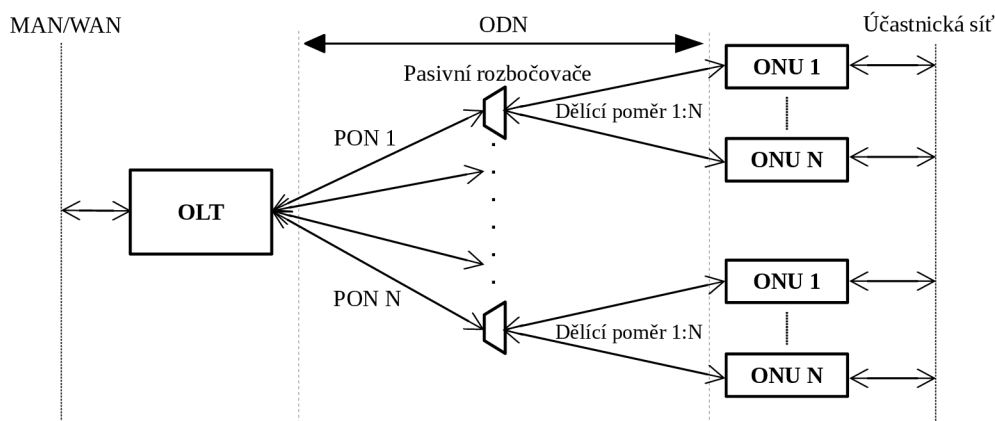 MAN/WAN
ODN
Účastnická síť
Pasivní rozbočovače
ONU 1
Dělící poměr 1:N
PON 1
ONU N
OLT
ONU 1
PON N
Dělící poměr 1:N
ONU N